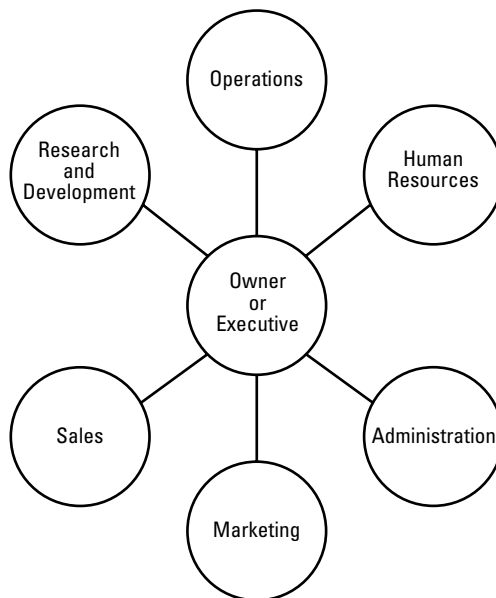 Operations
Research
and
Development
Human
Resources
Owner
or
Executive
Sales
Administration
Marketing